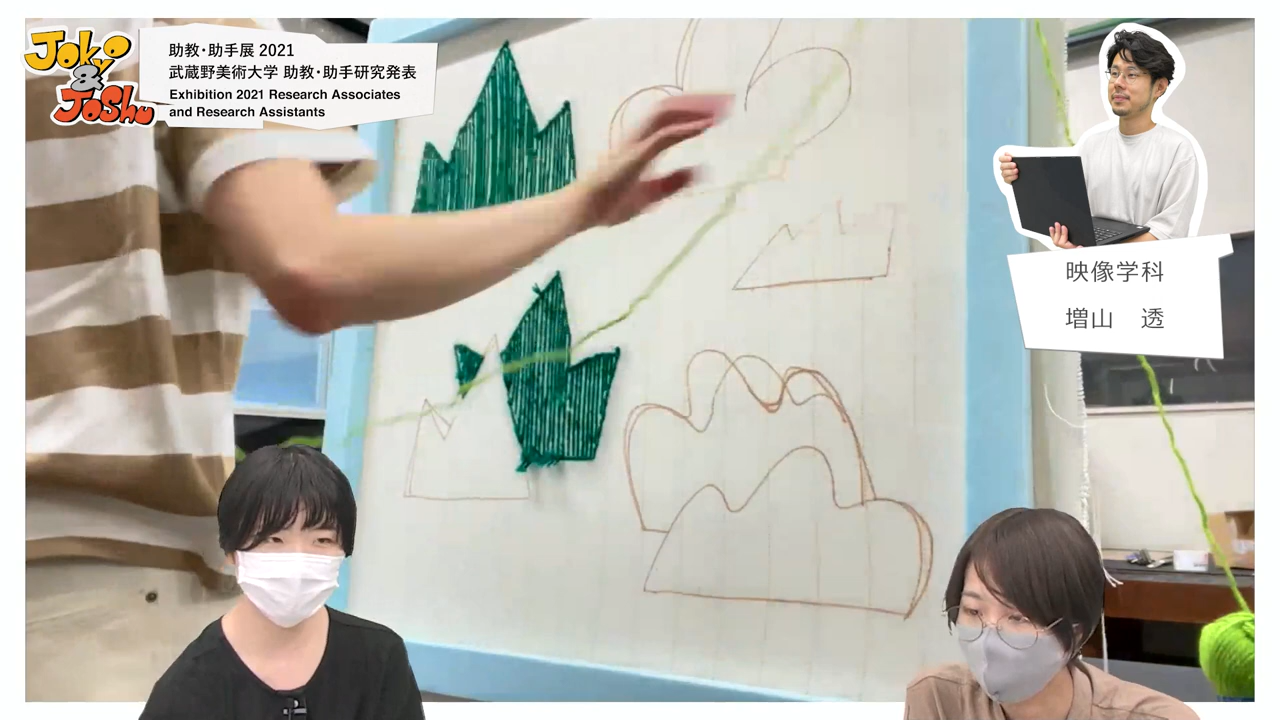 Joko
&
Joshu
助教・助手展 2021
武蔵野美術大学 助教・助手研究発表
Exhibition 2021 Research Associates
and Research Assistants
映像学科
増山　透